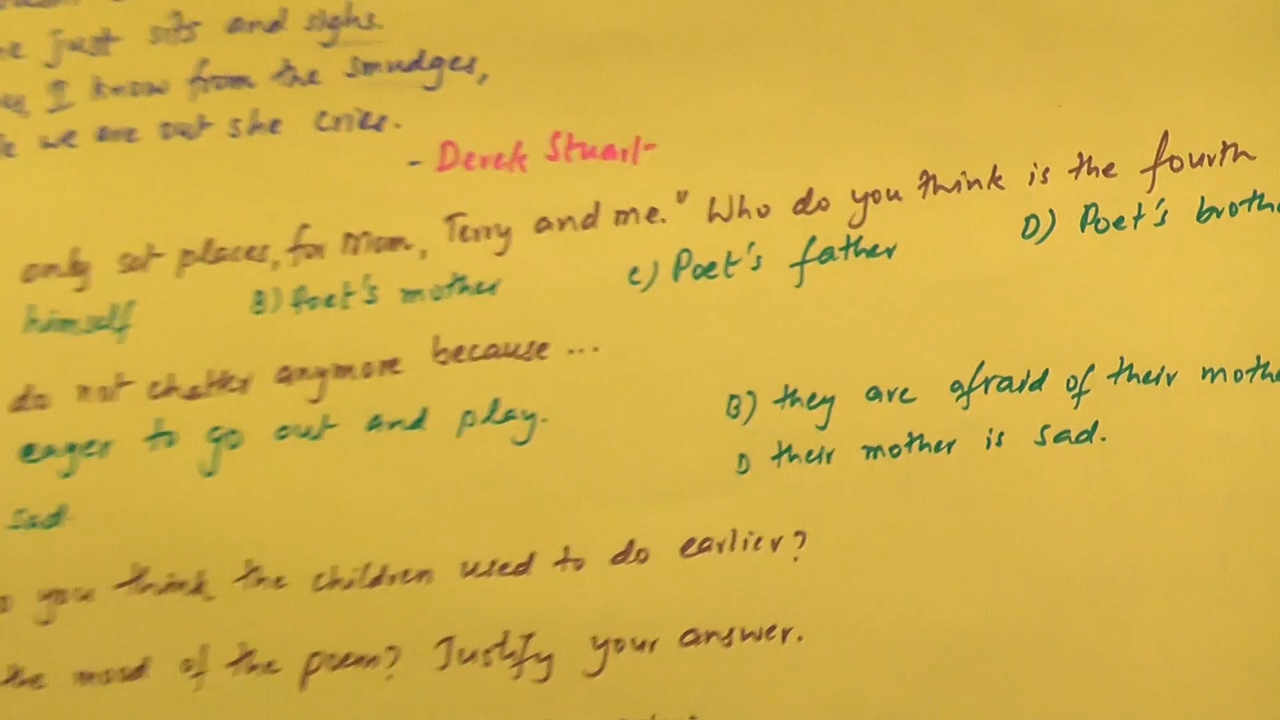 just sits and sighs.
I know from the smudges,
we are out she cries.
- Derek Stuart-
only set places, for Mom, Terry and me." Who do you think is the fourth
himself B) Poet's mother C) Poet's father D) Poet's
do not chatter anymore because ...
eager to go out and play. B) they are afraid of their
sad D their mother is sad.
you think the children used to do earlier?
the mood of the poem? Justify your answer.